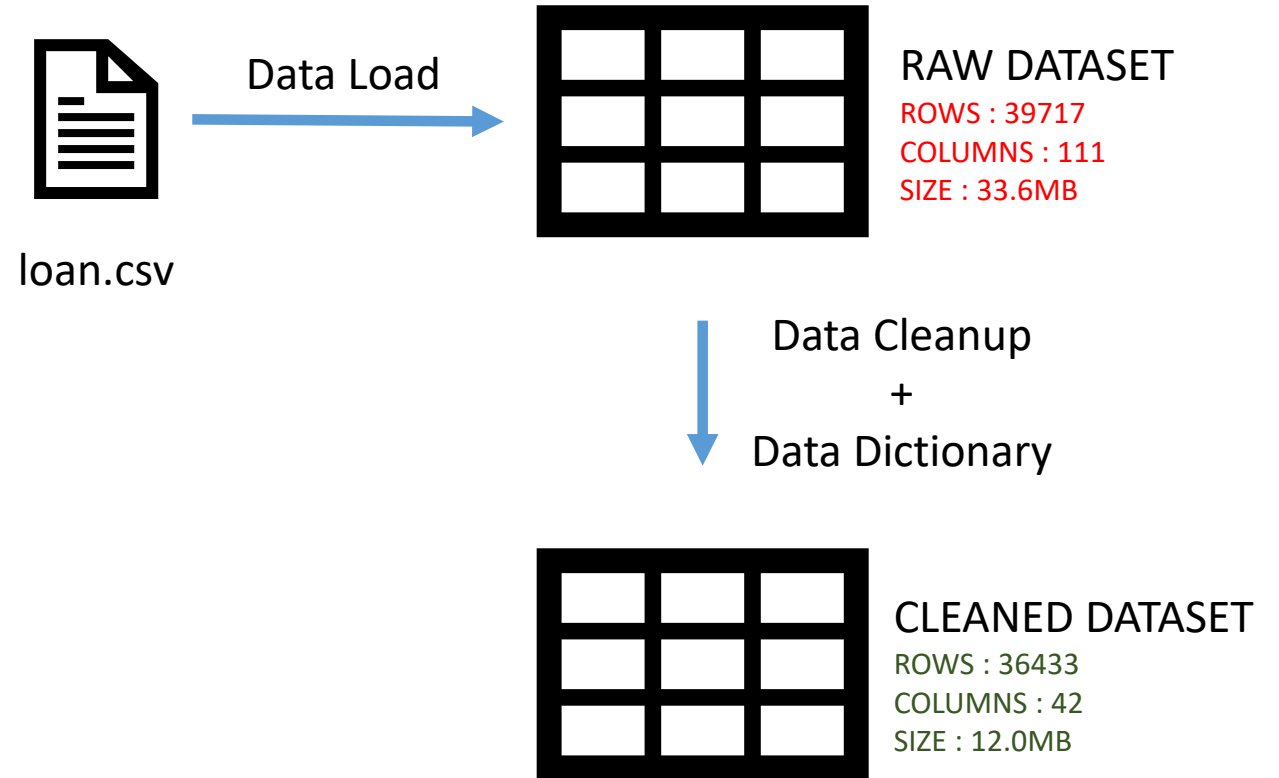 Data Load
loan.csv
RAW DATASET
ROWS : 39717
COLUMNS : 111
SIZE : 33.6MB
Data Cleanup
+
Data Dictionary
CLEANED DATASET
ROWS : 36433
COLUMNS : 42
SIZE : 12.0MB